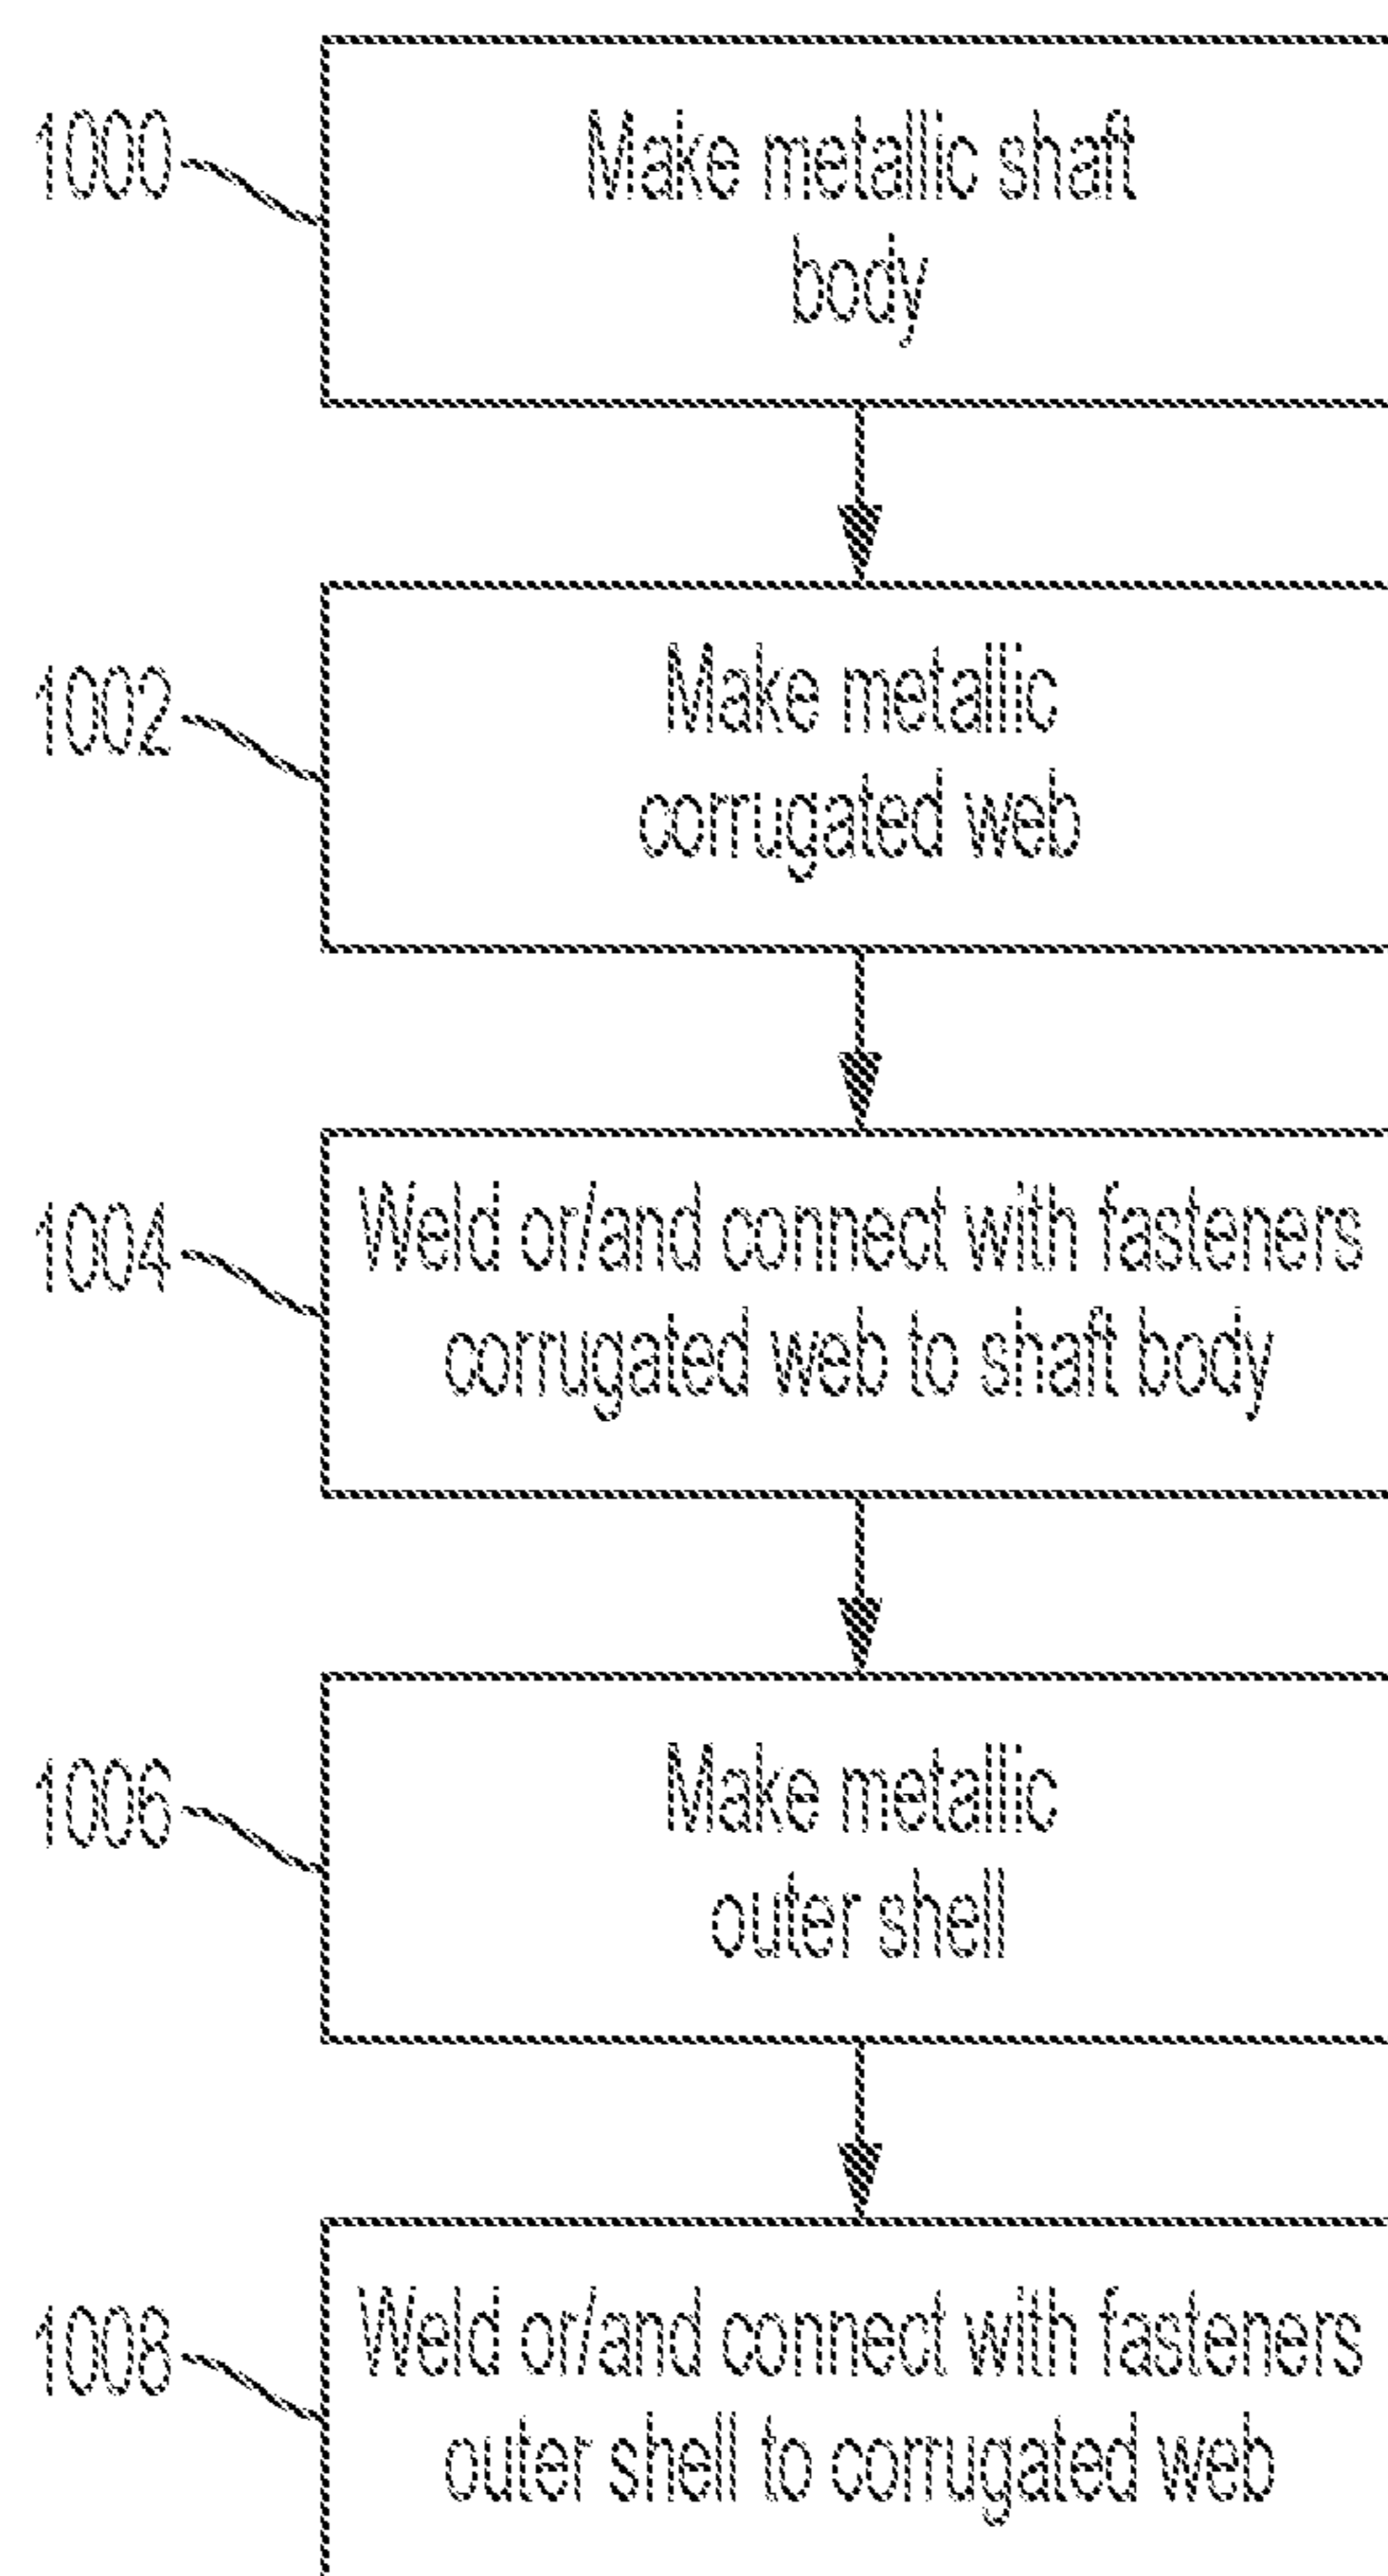 1000
Make metallic shaft
body
1002
Make metallic
corrugated web
1004
Weld or/and connect with fasteners
corrugated web to shaft body
1006
Make metallic
outer shell
1008
Weld or/and connect with fasteners
outer shell to corrugated web